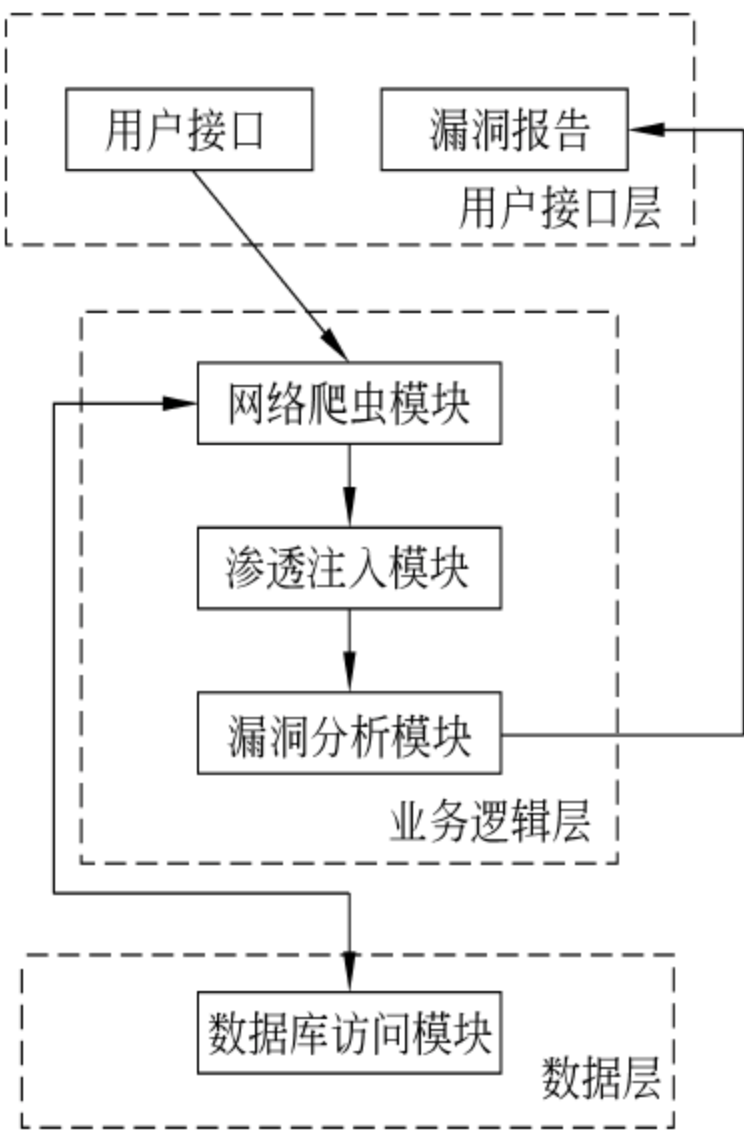 用户接口
漏洞报告
用户接口层
网络爬虫模块
渗透注入模块
漏洞分析模块
业务逻辑层
数据库访问模块
数据层